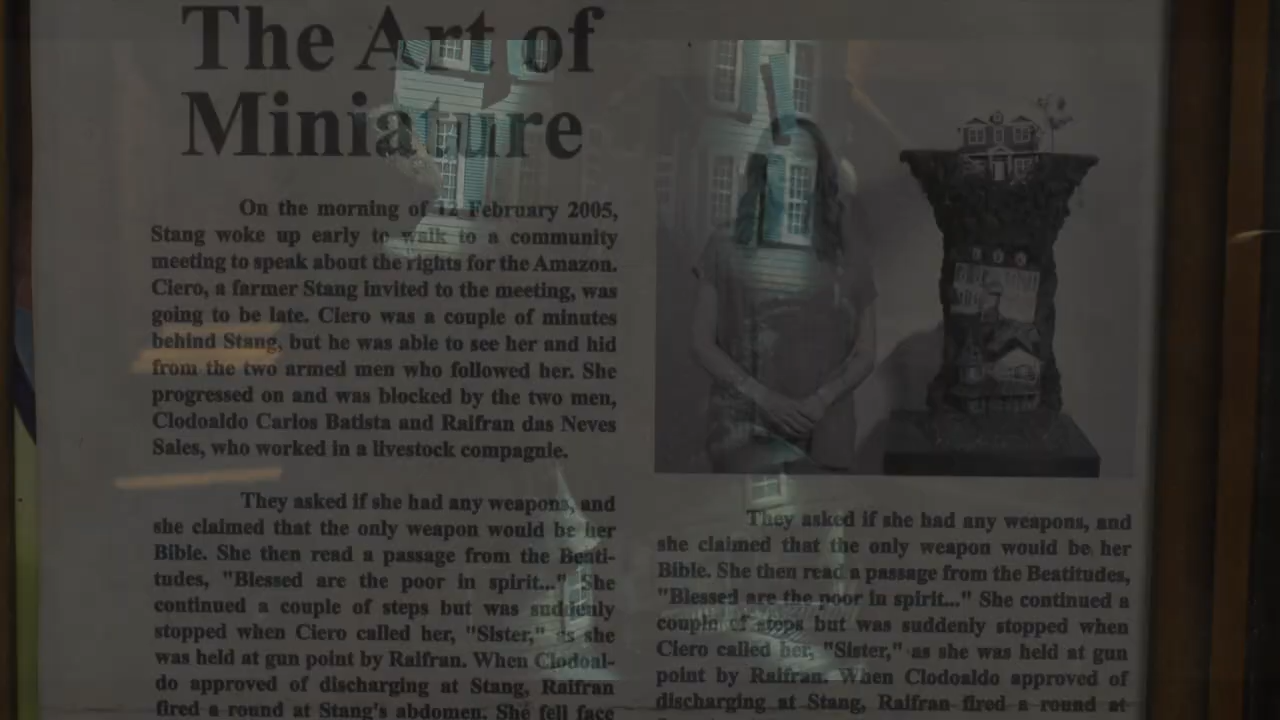 The Art of
Miniature
On the morning of 12 February 2005,
Stang woke up early to walk to a community
meeting to speak about the rights for the Amazon.
Ciero, a farmer Stang invited to the meeting, was
going to be late. Ciero was a couple of minutes
behind Stang, but he was able to see her and hid
from the two armed men who followed her. She
progressed on and was blocked by the two men,
Clodoaldo Carlos Batista and Raifran das Neves
Sales, who worked in a livestock compagnie.
They asked if she had any weapons, and
she claimed that the only weapon would be her
Bible. She then read a passage from the Beati-
tudes, "Blessed are the poor in spirit..." She
continued a couple of steps but was suddenly
stopped when Ciero called her, "Sister," as she
was held at gun point by Raifran. When Clodoal-
do approved of discharging at Stang, Raifran
fired a round at Stang's abdomen. She fell face
They asked if she had any weapons, and
she claimed that the only weapon would be her
Bible. She then read a passage from the Beatitudes,
"Blessed are the poor in spirit..." She continued a
couple of steps but was suddenly stopped when
Ciero called her, "Sister," as she was held at gun
point by Raifran. When Clodoaldo approved of
discharging at Stang, Raifran fired a round at